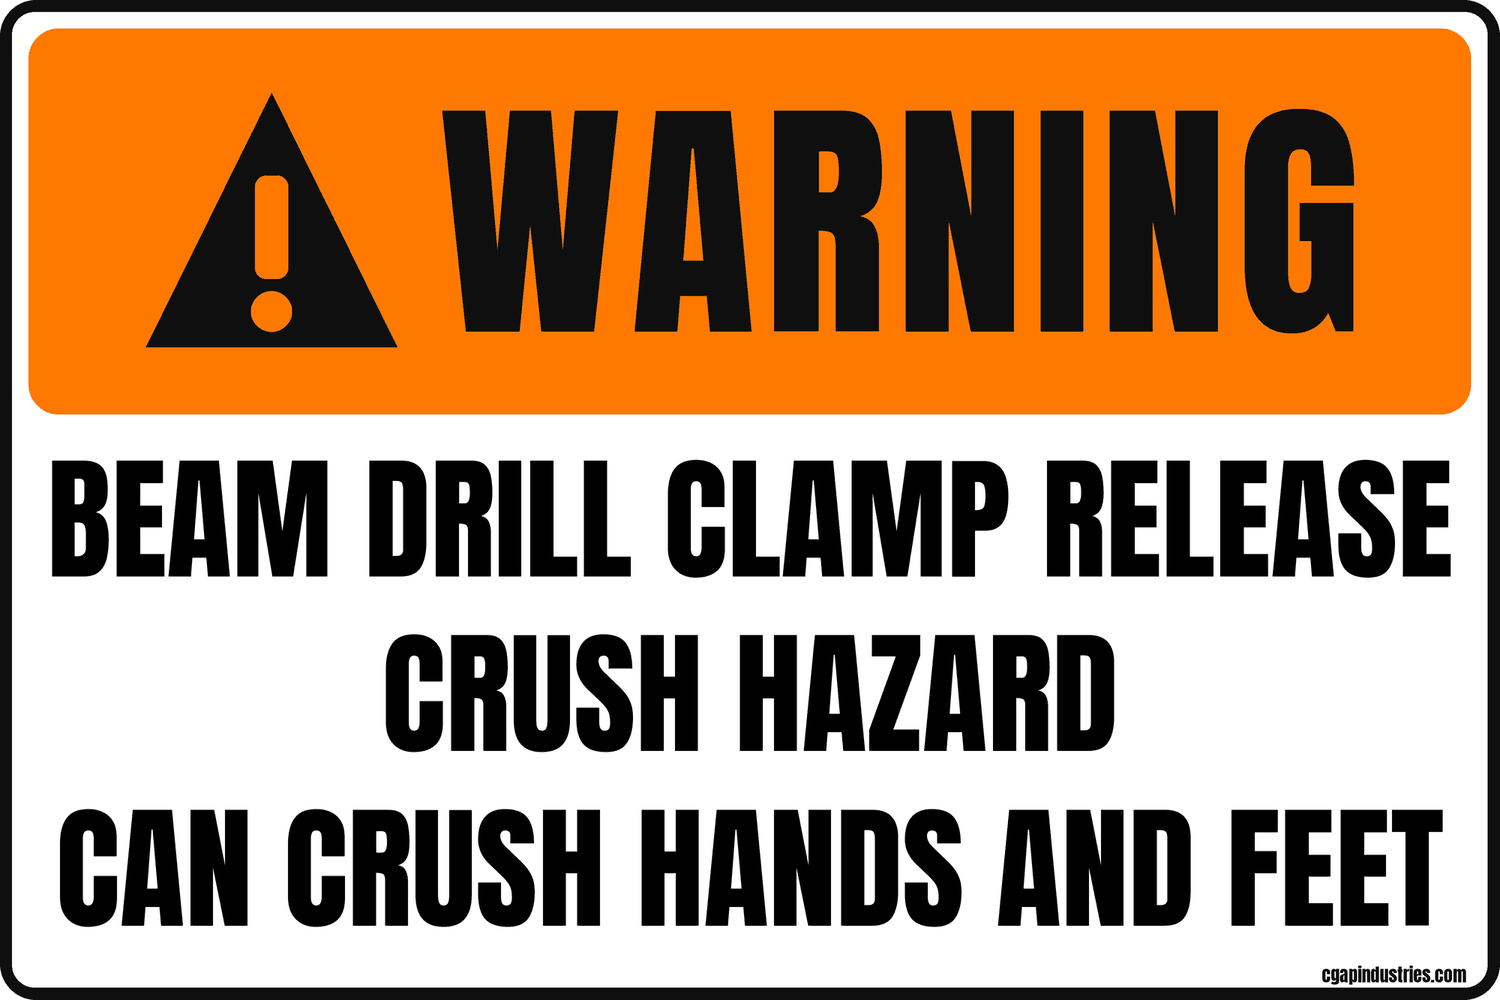 WARNING
BEAM DRILL CLAMP RELEASE
CRUSH HAZARD
CAN CRUSH HANDS AND FEET
cgapindustries.com